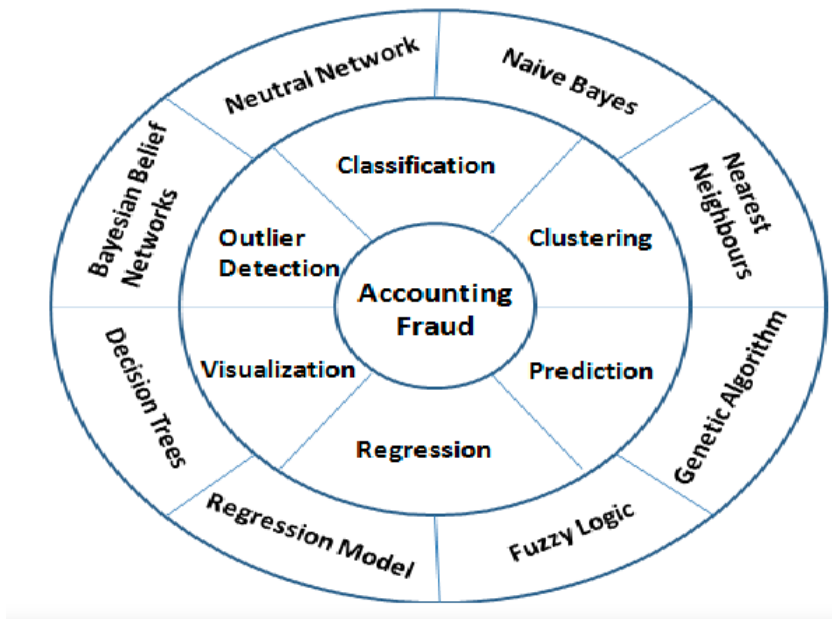 Neutral Network
Naive Bayes
Nearest
Neighbours
Genetic Algorithm
Fuzzy Logic
Regression Model
Decision Trees
Bayesian Belief
Networks
Classification
Clustering
Prediction
Regression
Visualization
Outlier
Detection
Accounting
Fraud